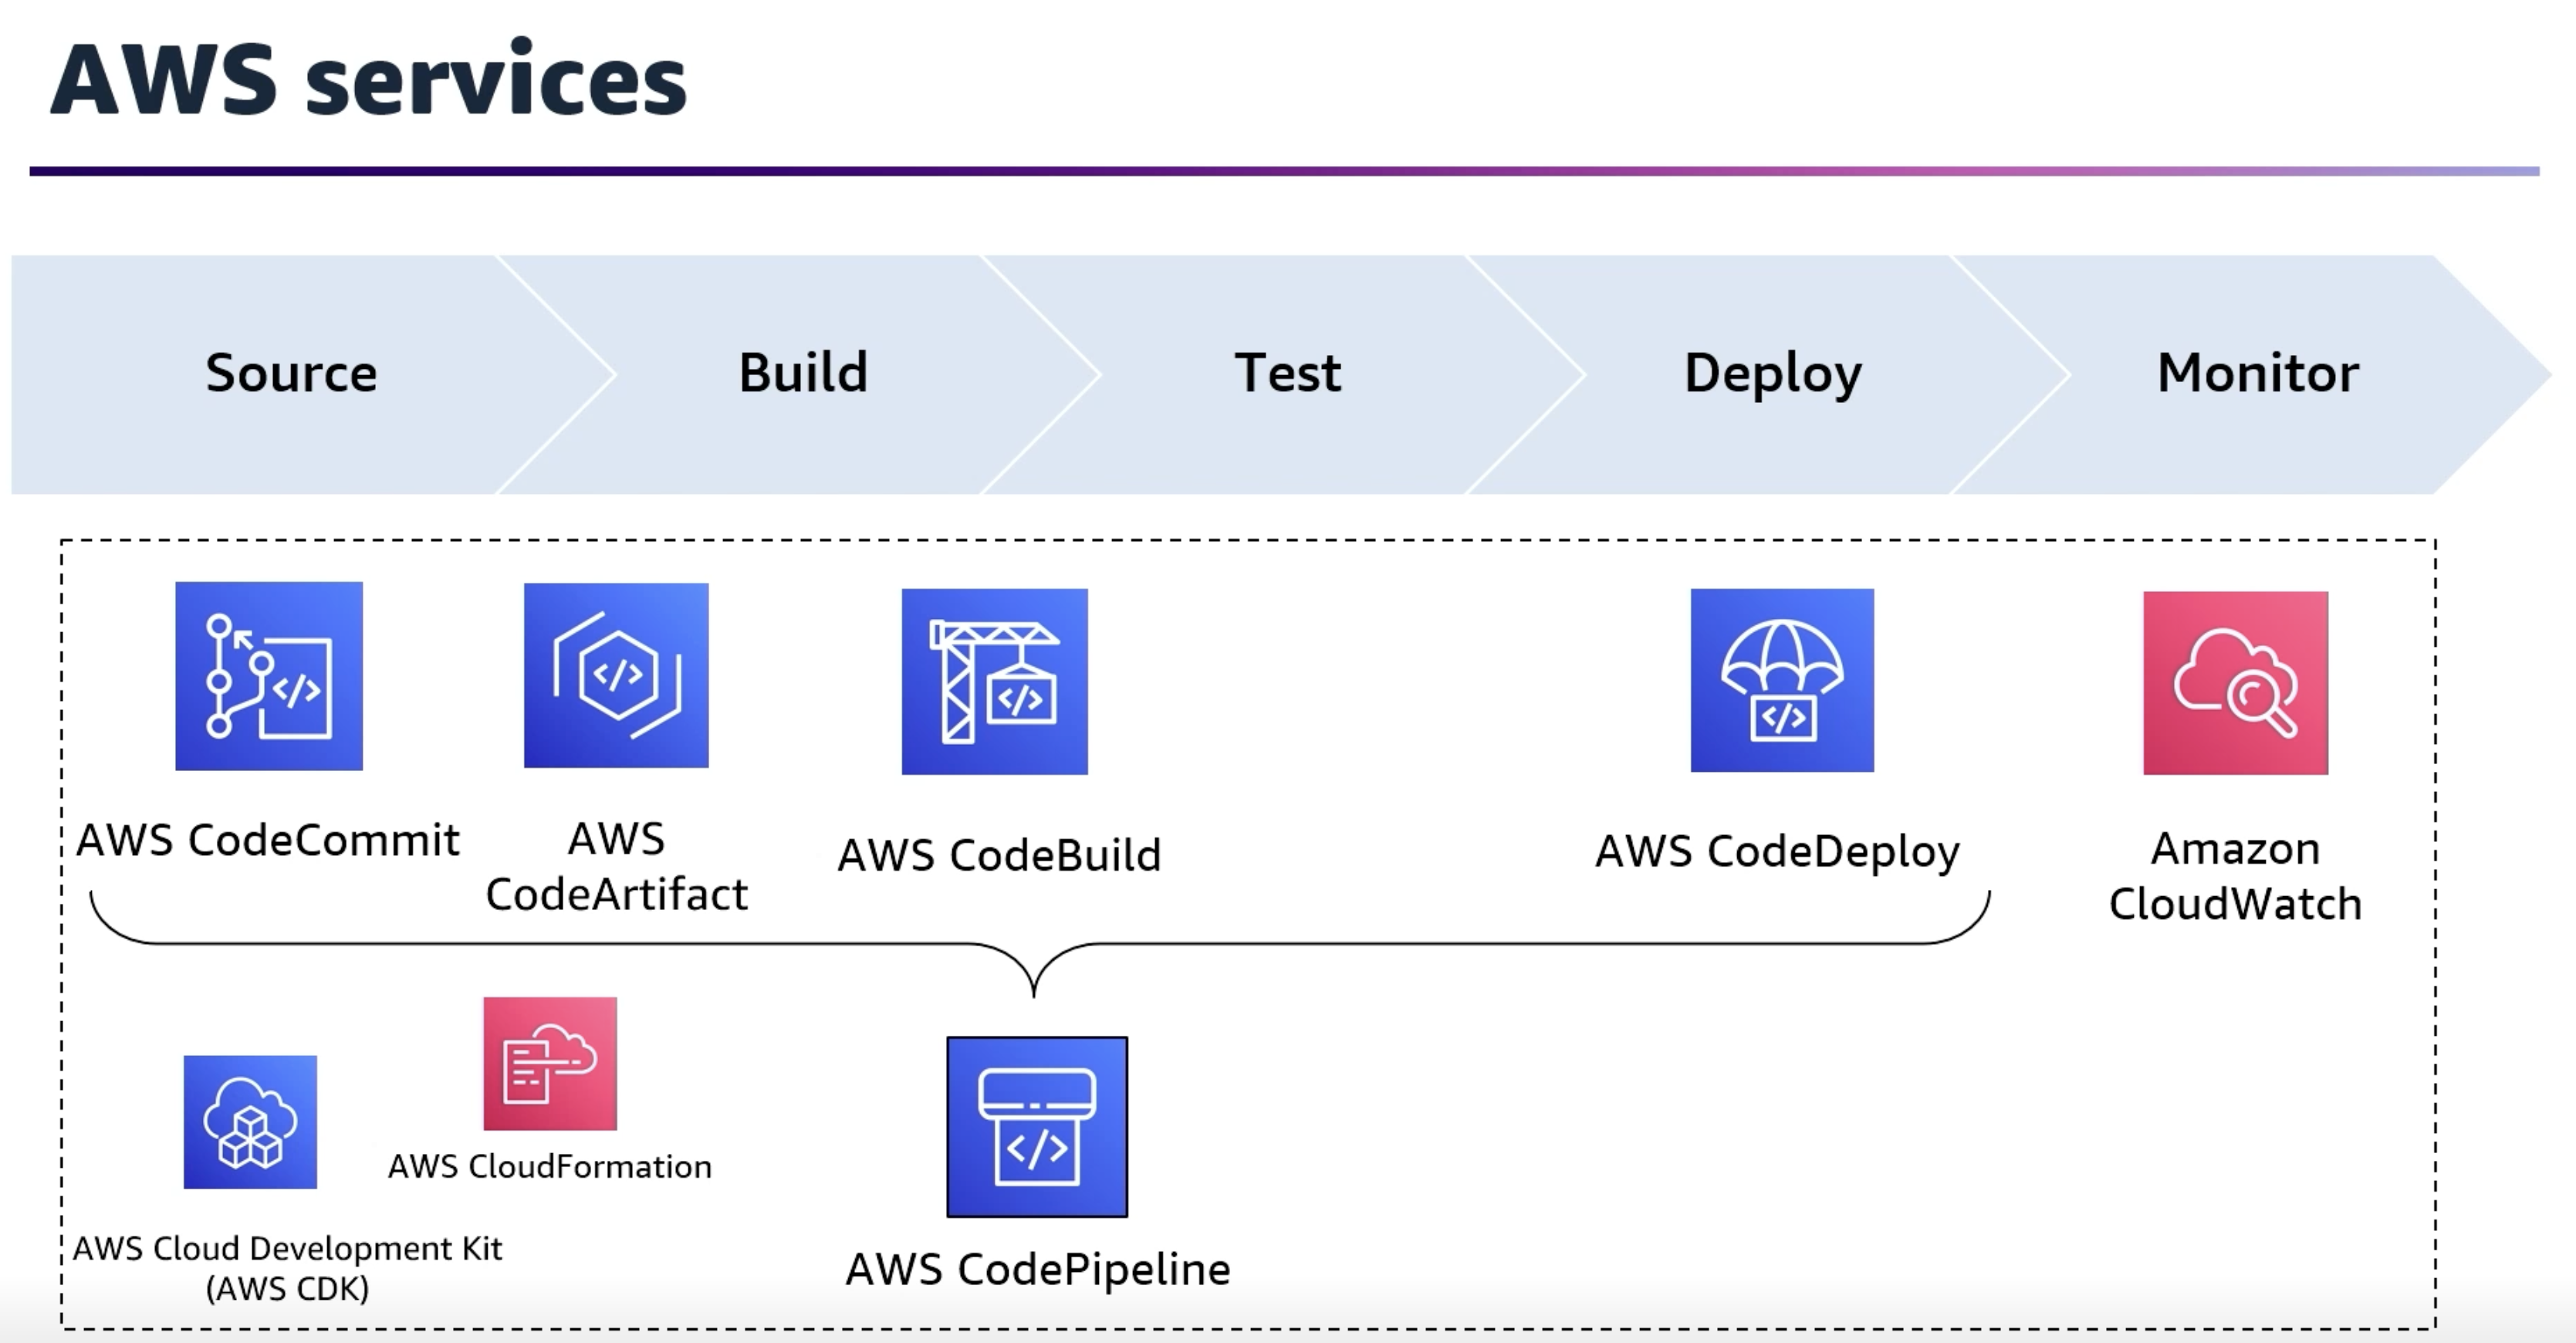 AWS services
Source
Build
Test
Deploy
Monitor
AWS CodeCommit
AWS
CodeArtifact
AWS CodeBuild
AWS CodeDeploy
Amazon
CloudWatch
AWS Cloud Development Kit
(AWS CDK)
AWS CloudFormation
AWS CodePipeline